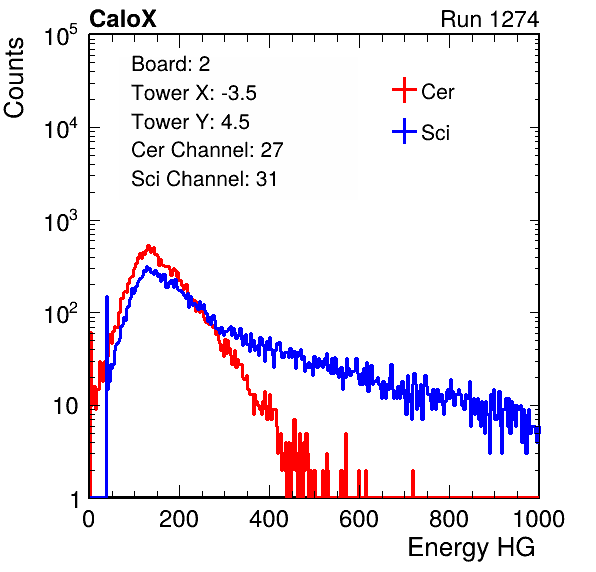 CaloX Run 1274
Counts
Board: 2
Tower X: -3.5
Tower Y: 4.5
Cer Channel: 27
Sci Channel: 31
Cer
Sci
10^5
10^4
10^3
10^2
10
1
0 200 400 600 800 1000
Energy HG